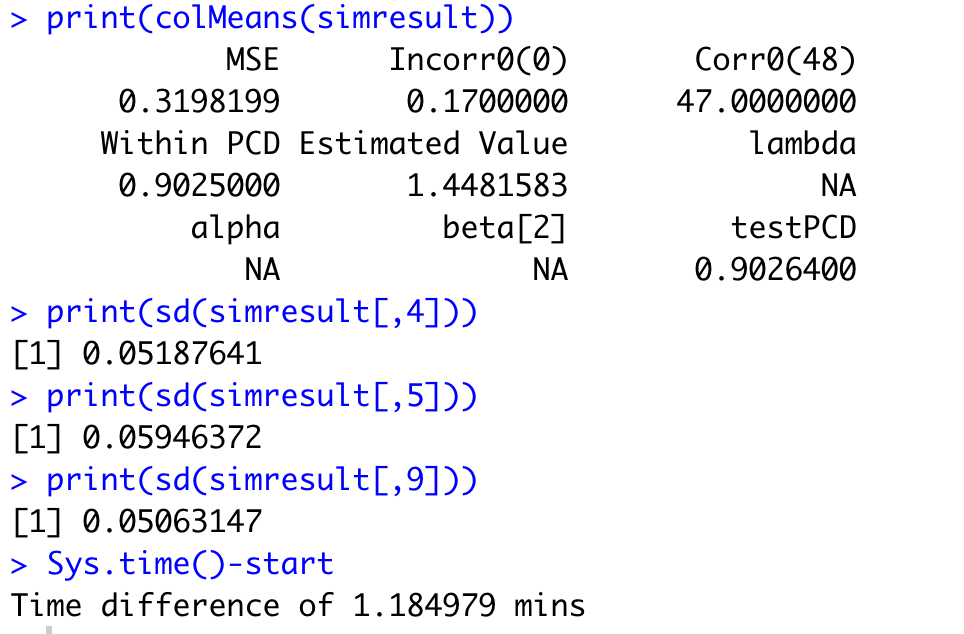 > print(colMeans(simresult))
MSE Incorr0(0) Corr0(48)
0.3198199 0.1700000 47.0000000
Within PCD Estimated Value lambda
0.9025000 1.4481583 NA
alpha beta[2] testPCD
NA NA 0.9026400
> print(sd(simresult[,4]))
[1] 0.05187641
> print(sd(simresult[,5]))
[1] 0.05946372
> print(sd(simresult[,9]))
[1] 0.05063147
> Sys.time()-start
Time difference of 1.184979 mins